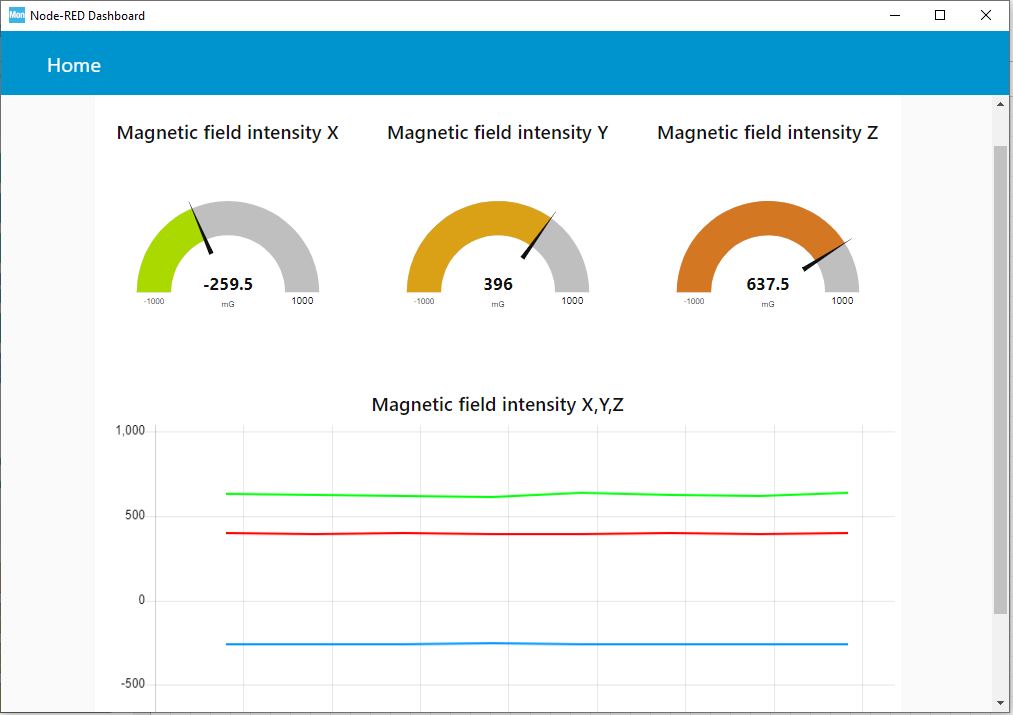 Mon Node-RED Dashboard
Home
Magnetic field intensity X
Magnetic field intensity Y
Magnetic field intensity Z
-259.5
-1000 mG 1000
396
-1000 mG 1000
637.5
-1000 mG 1000
Magnetic field intensity X,Y,Z
1,000
500
0
-500